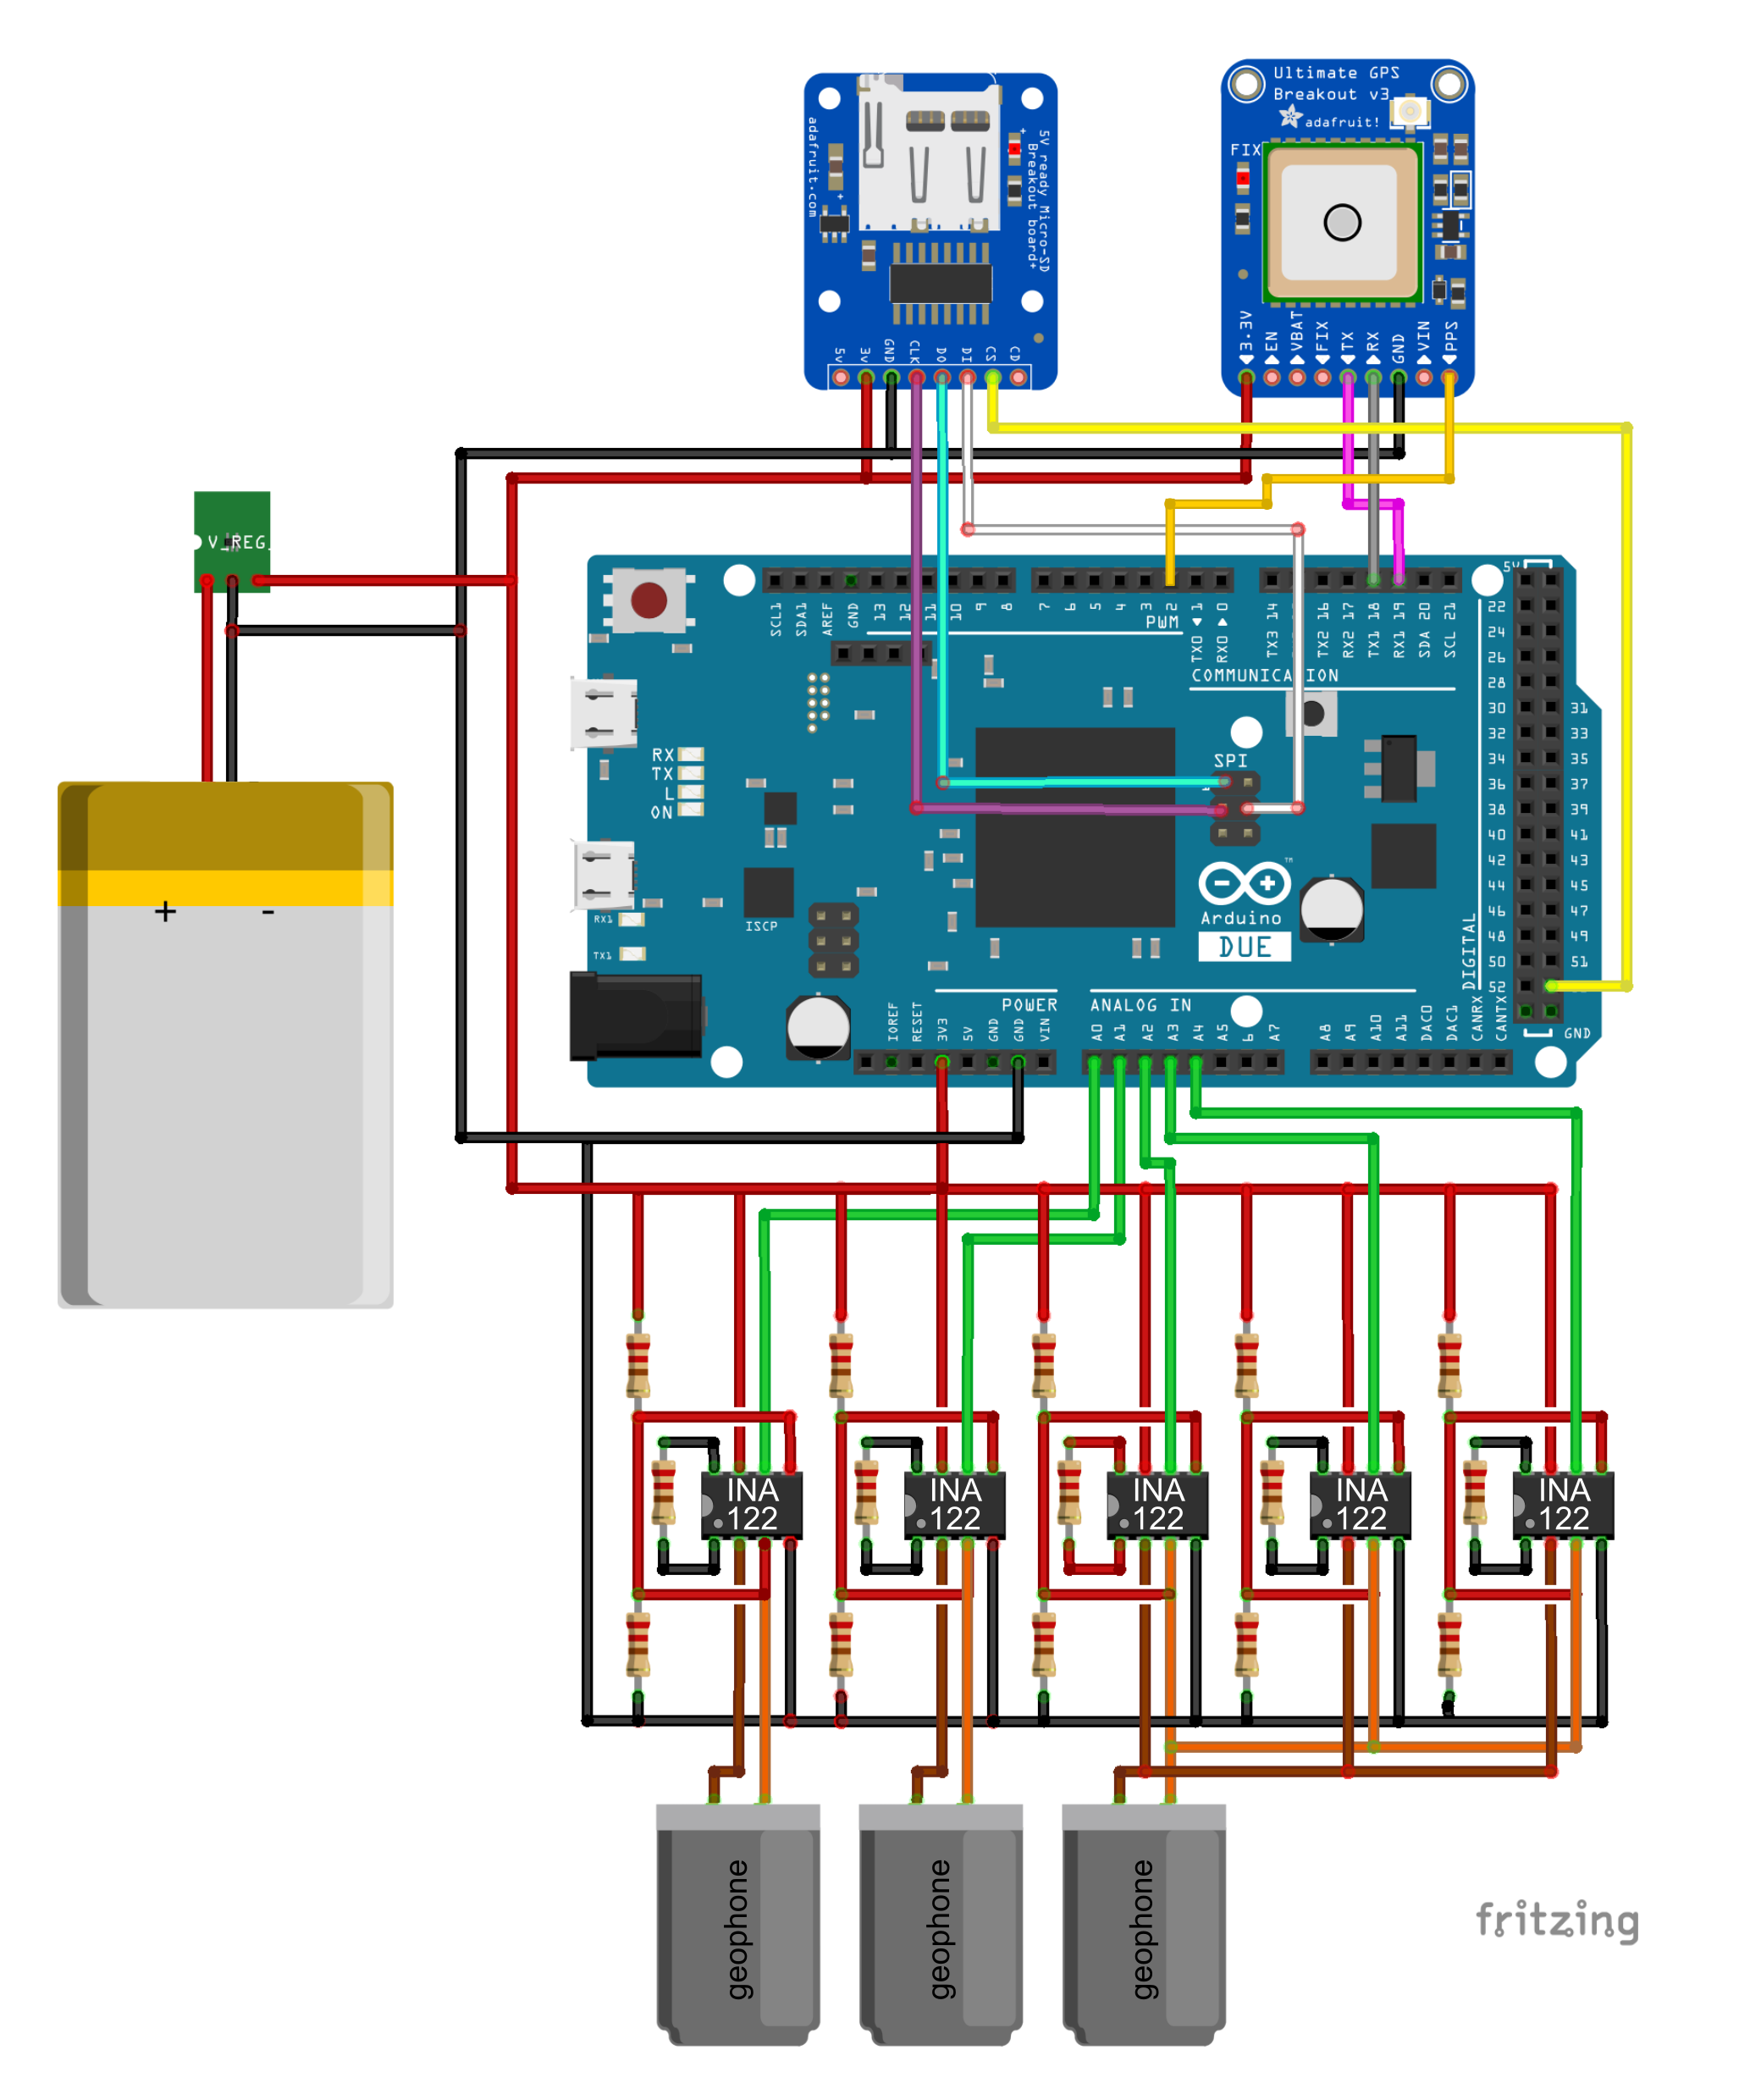 adafruit.com
5V ready Micro-SD
Breakout board+
5V
3V
GND
CLK
DO
DI
CS
CD
Ultimate GPS
Breakout v3
adafruit!
FIX
3.3V
EN
VBAT
FIX
TX
RX
GND
VIN
PPS
V_REG_
SCL1
SDA1
AREF
GND
13
12
11
10
9
8
7
6
5
4
3
2
TX0 1
RX0 0
PWM
TX3 14
TX2 16
RX2 17
TX1 18
RX1 19
SDA 20
SCL 21
COMMUNICATION
5V
22
24
26
28
30 31
32 33
34 35
36 37
38 39
40 41
42 43
44 45
46 47
48 49
50 51
52
GND
DIGITAL
RX
TX
L
ON
SPI
1
Arduino
TM
DUE
ISCP
RX1
TX1
POWER
ANALOG IN
IOREF
RESET
3V3
5V
GND
GND
VIN
A0
A1
A2
A3
A4
A5
6
A7
A8
A9
A10
A11
DAC0
DAC1
CANRX
CANTX
+ -
INA
122
INA
122
INA
122
INA
122
INA
122
geophone
geophone
geophone
fritzing